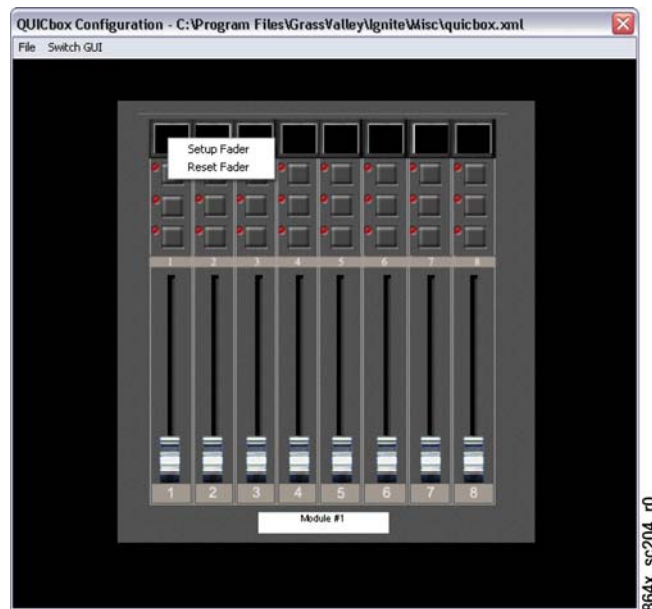 QUICbox Configuration - C:\Program Files\GrassValley\Ignite\Misc\quicbox.xml
File Switch GUI
Setup Fader
Reset Fader
1 2 3 4 5 6 7 8
1 2 3 4 5 6 7 8
Module #1
864x_sc204_r0